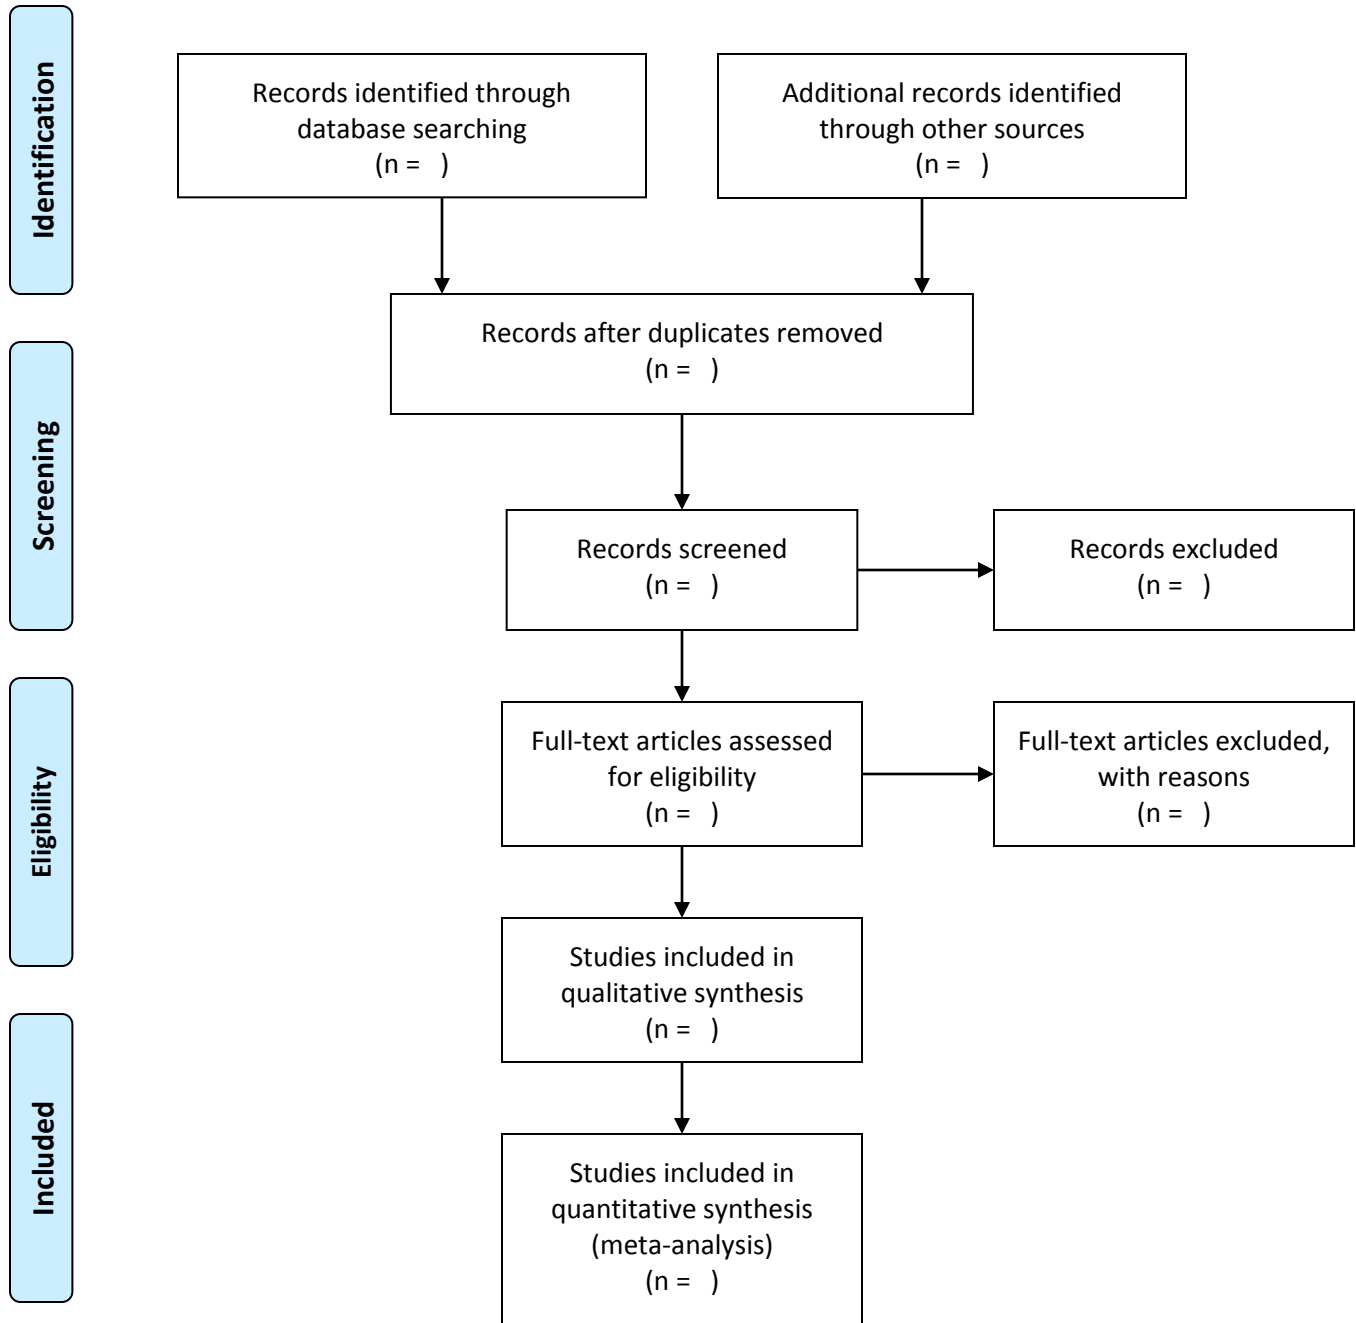 Identification
Records identified through
database searching
(n =   )
Additional records identified
through other sources
(n =   )
Records after duplicates removed
(n =   )
Screening
Records screened
(n =   )
Records excluded
(n =   )
Eligibility
Full-text articles assessed
for eligibility
(n =   )
Full-text articles excluded,
with reasons
(n =   )
Studies included in
qualitative synthesis
(n =   )
Included
Studies included in
quantitative synthesis
(meta-analysis)
(n =   )